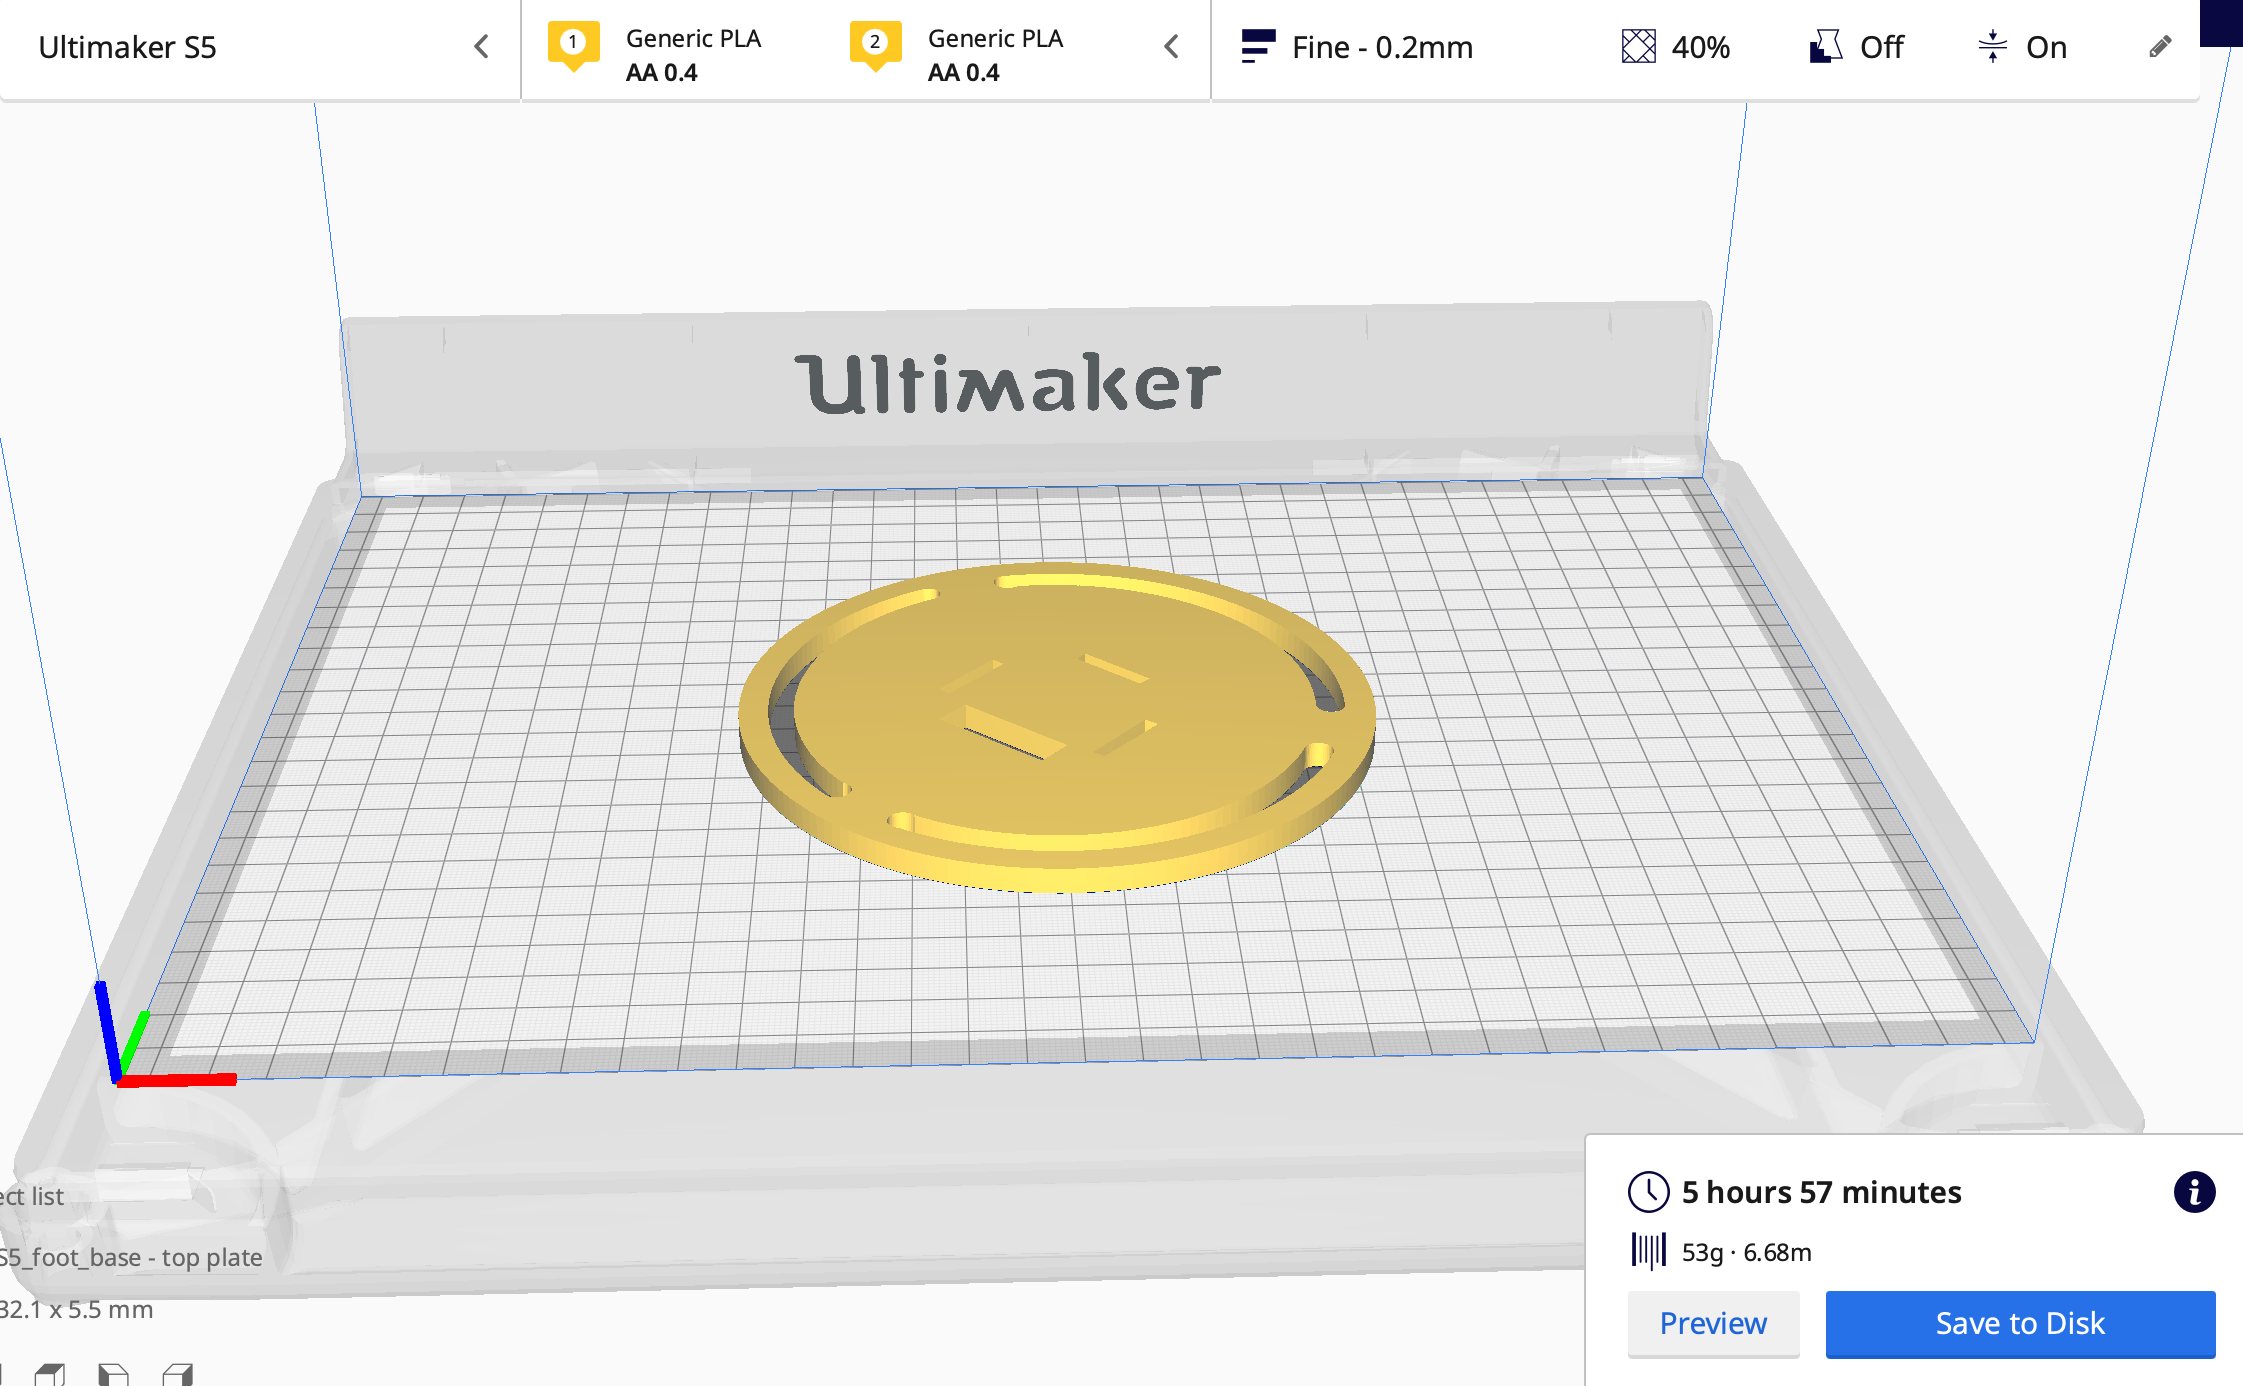 Ultimaker S5
1
Generic PLA
AA 0.4
2
Generic PLA
AA 0.4
Fine - 0.2mm
40%
Off
On
Ultimaker
ect list
S5_foot_base - top plate
32.1 x 5.5 mm
5 hours 57 minutes
i
53g · 6.68m
Preview
Save to Disk